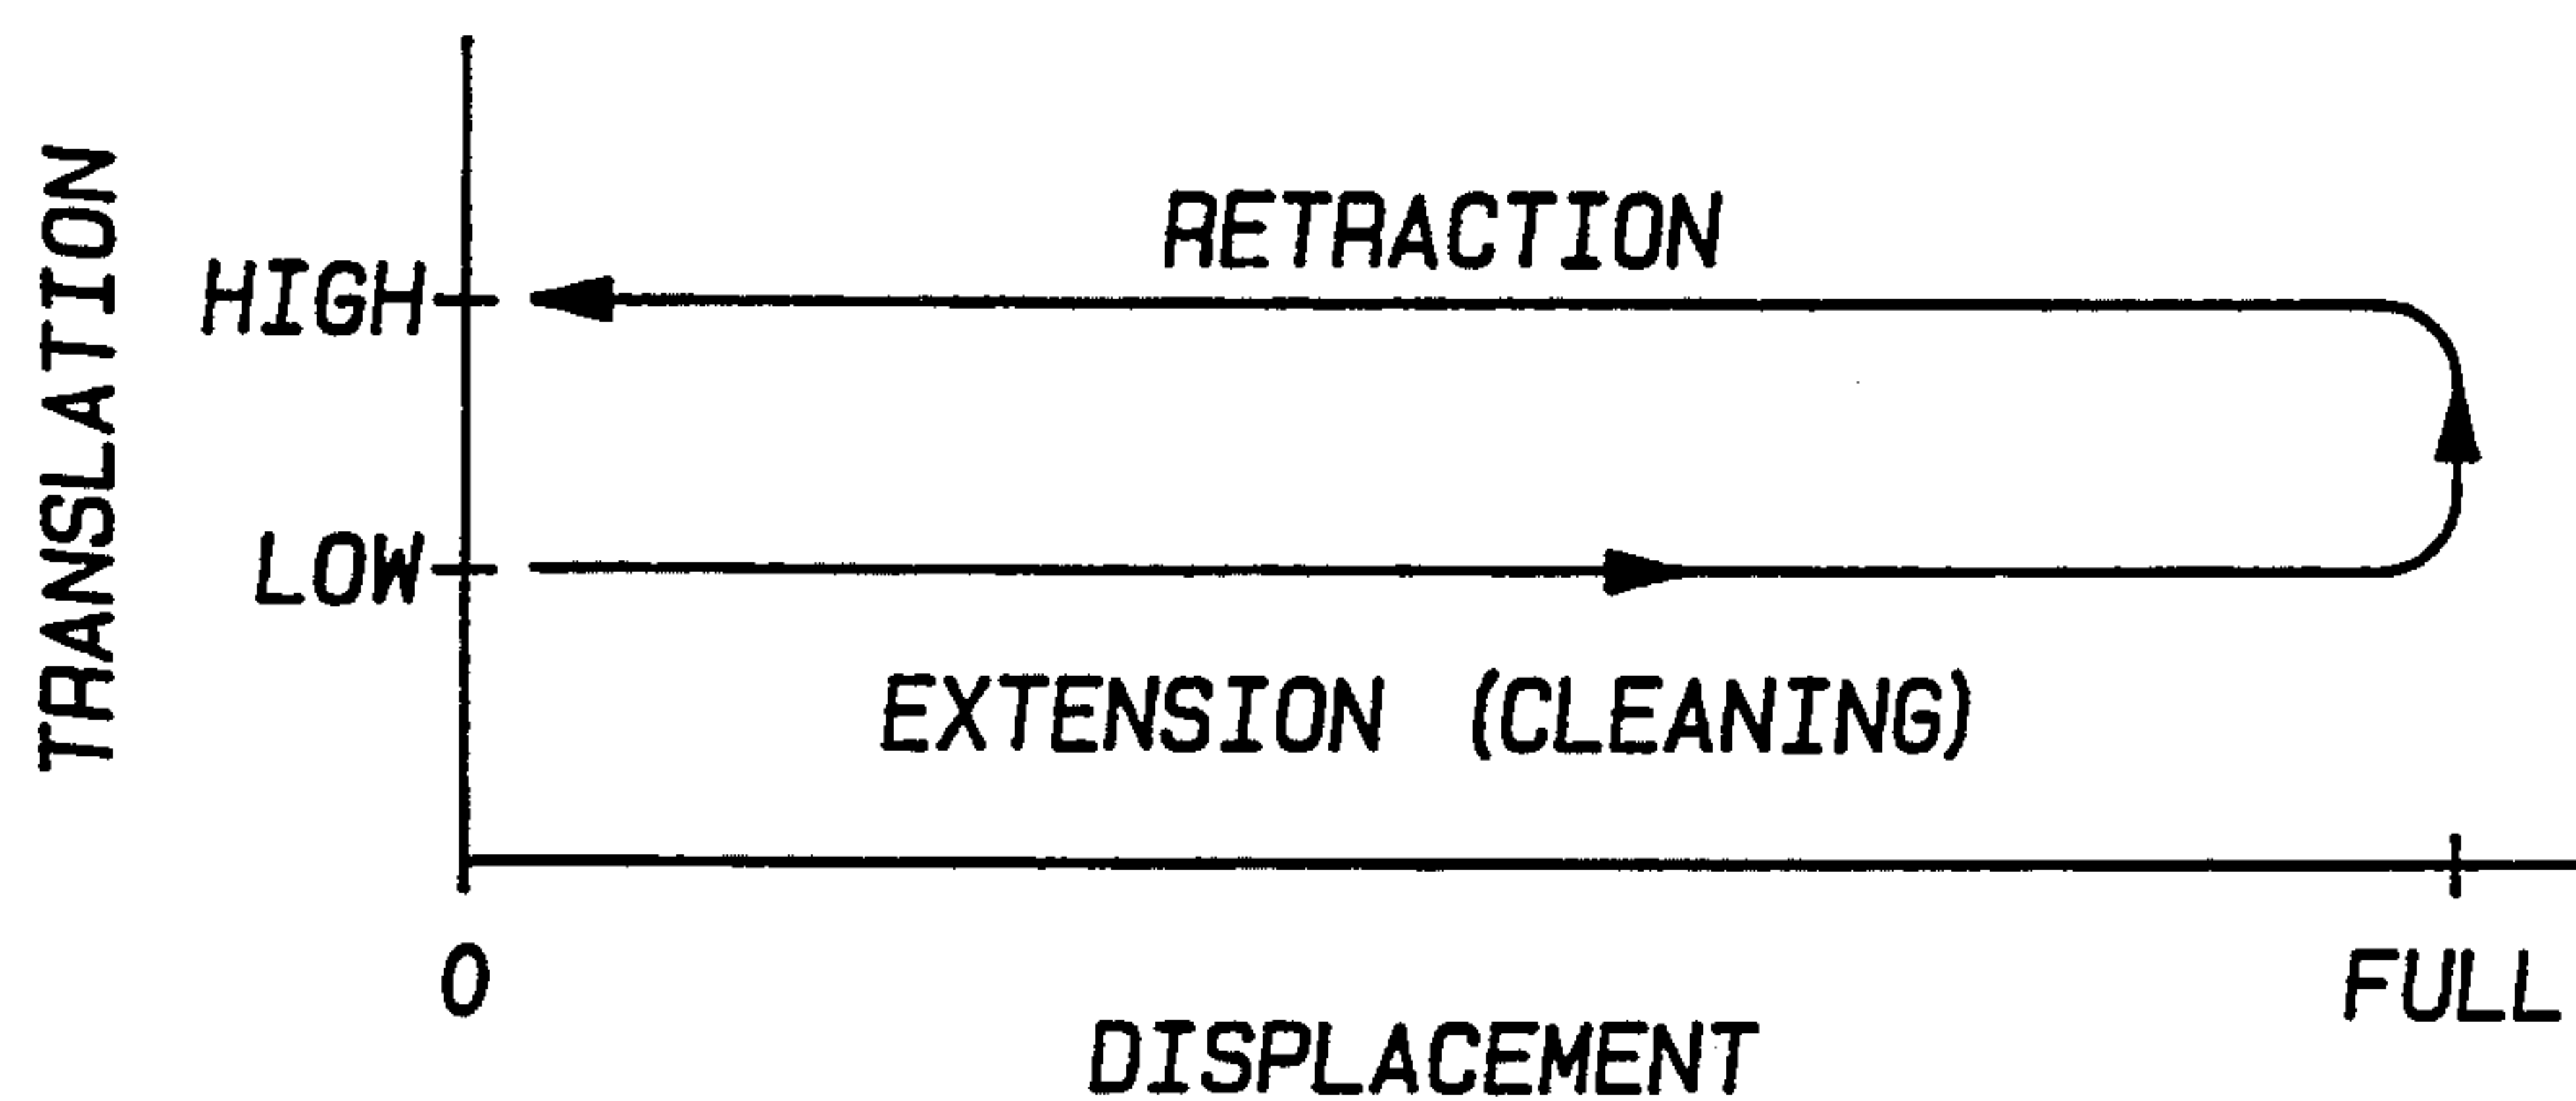 TRANSLATION
RETRACTION
HIGH
LOW
EXTENSION (CLEANING)
0
FULL
DISPLACEMENT